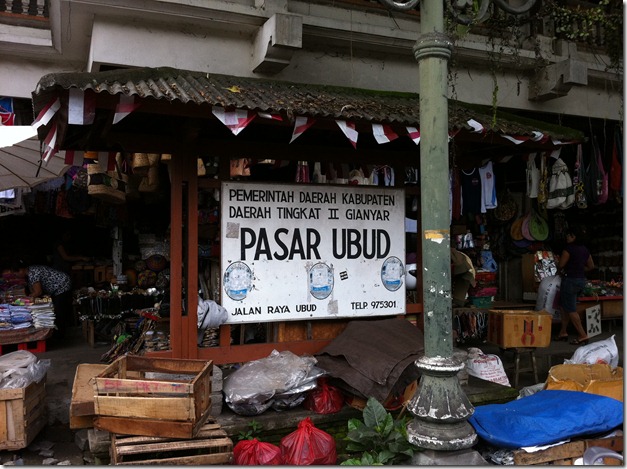 PEMERINTAH DAERAH KABUPATEN
DAERAH TINGKAT II GIANYAR
PASAR UBUD
JALAN RAYA UBUD TELP 975301